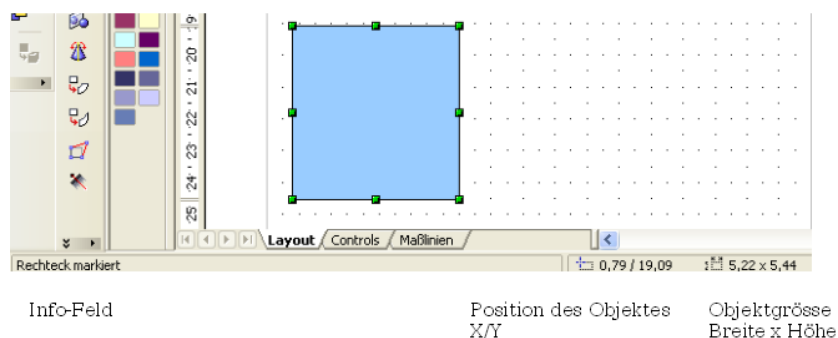 19
20
21
22
23
24
25
Layout Controls Maßlinien
Rechteck markiert 0,79 / 19,09 5,22 x 5,44
Info-Feld Position des Objektes Objektgrösse
X/Y Breite x Höhe